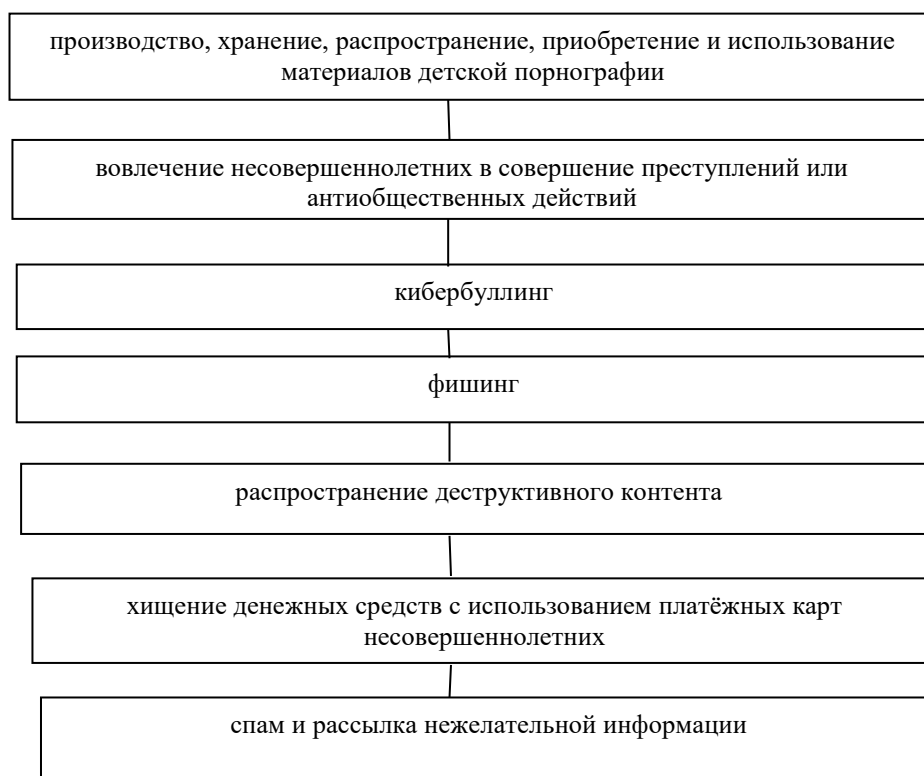 производство, хранение, распространение, приобретение и использование
материалов детской порнографии
вовлечение несовершеннолетних в совершение преступлений или
антиобщественных действий
кибербуллинг
фишинг
распространение деструктивного контента
хищение денежных средств с использованием платёжных карт
несовершеннолетних
спам и рассылка нежелательной информации